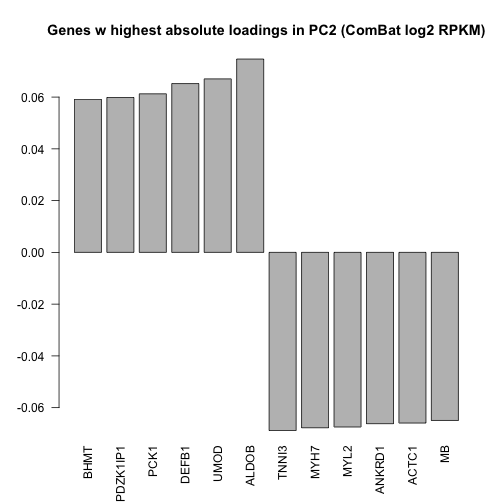 Genes w highest absolute loadings in PC2 (ComBat log2 RPKM)
0.06
0.04
0.02
0.00
-0.02
-0.04
-0.06
BHMT
PDZK1IP1
PCK1
DEFB1
UMOD
ALDOB
TNNI3
MYH7
MYL2
ANKRD1
ACTC1
MB